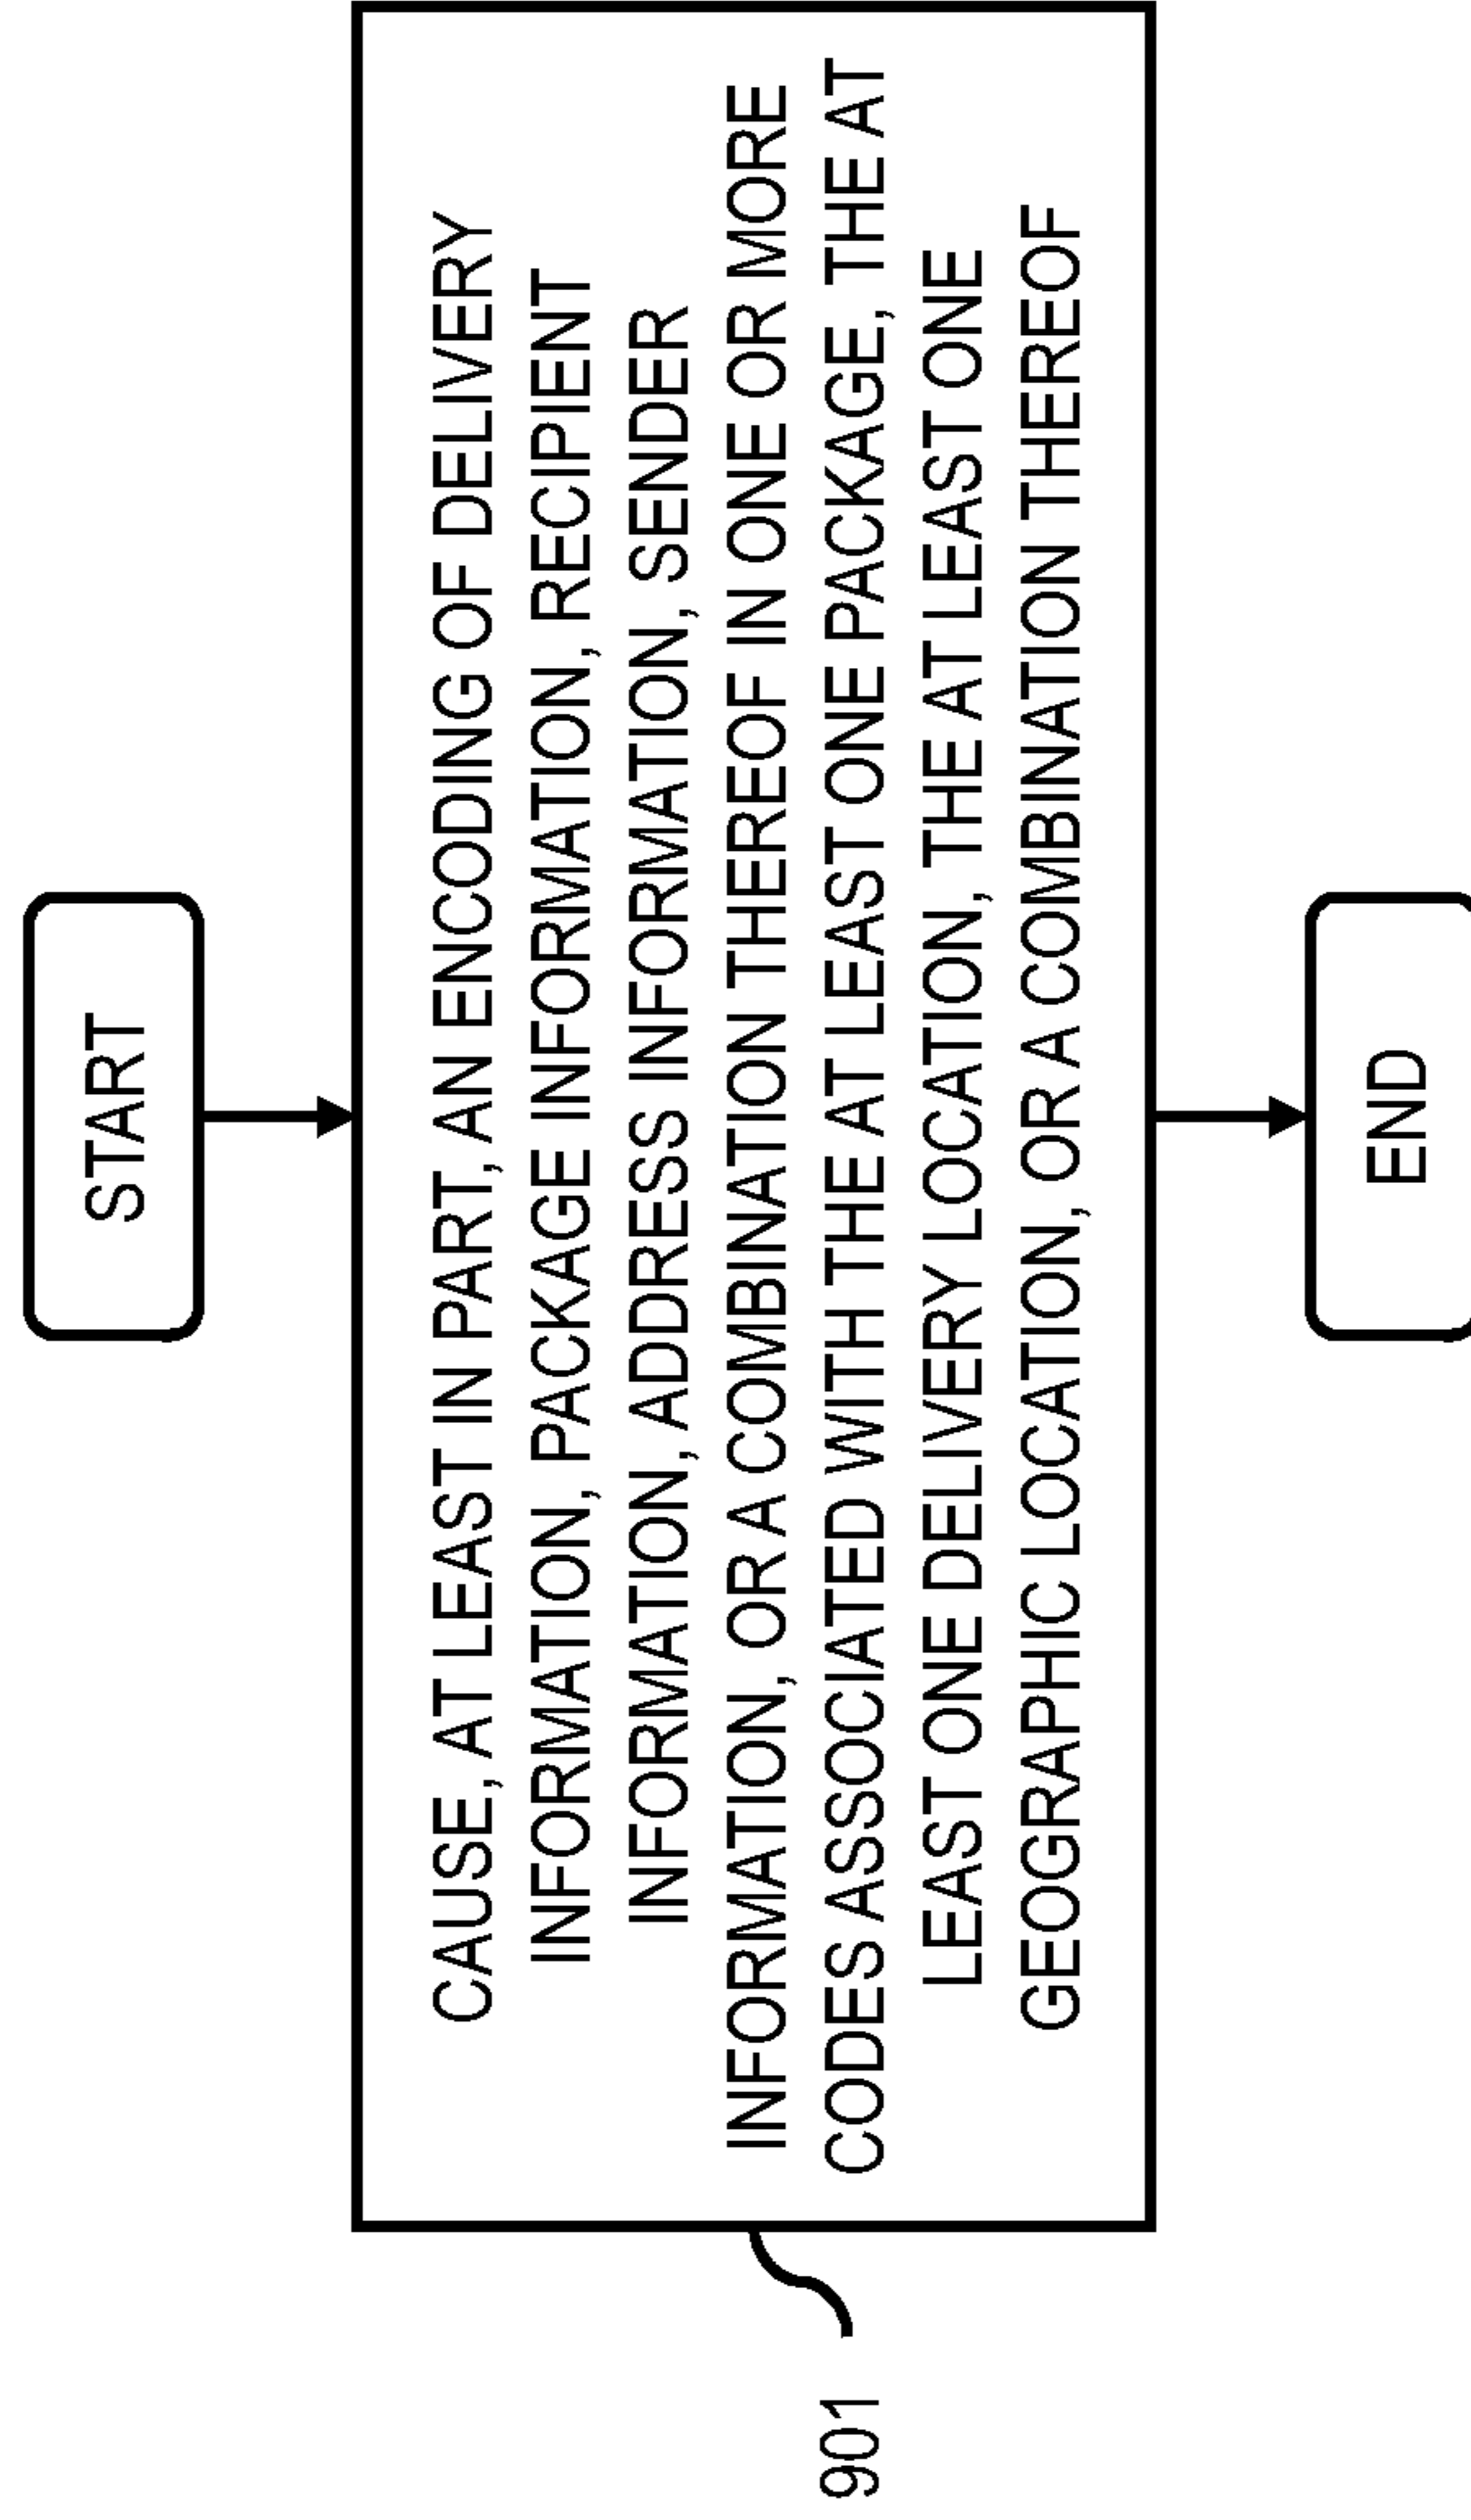 START
CAUSE, AT LEAST IN PART, AN ENCODING OF DELIVERY
INFORMATION, PACKAGE INFORMATION, RECIPIENT
INFORMATION, ADDRESS INFORMATION, SENDER
INFORMATION, OR A COMBINATION THEREOF IN ONE OR MORE
CODES ASSOCIATED WITH THE AT LEAST ONE PACKAGE, THE AT
LEAST ONE DELIVERY LOCATION, THE AT LEAST ONE
GEOGRAPHIC LOCATION, OR A COMBINATION THEREOF
901
END